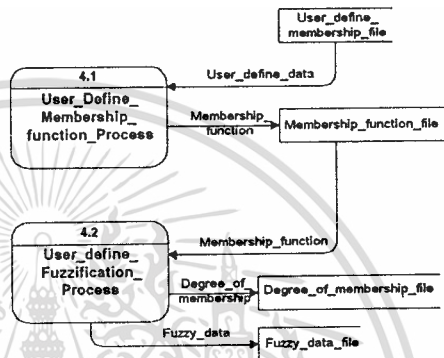 User_define_
membership_file
4.1
User_define_data
User_Define_
Membership_
function_Process
Membership_
function
Membership_function_file
4.2
Membership_function
User_define_
Fuzzification_
Process
Degree_of_
membership
Degree_of_membership_file
Fuzzy_data
Fuzzy_data_file